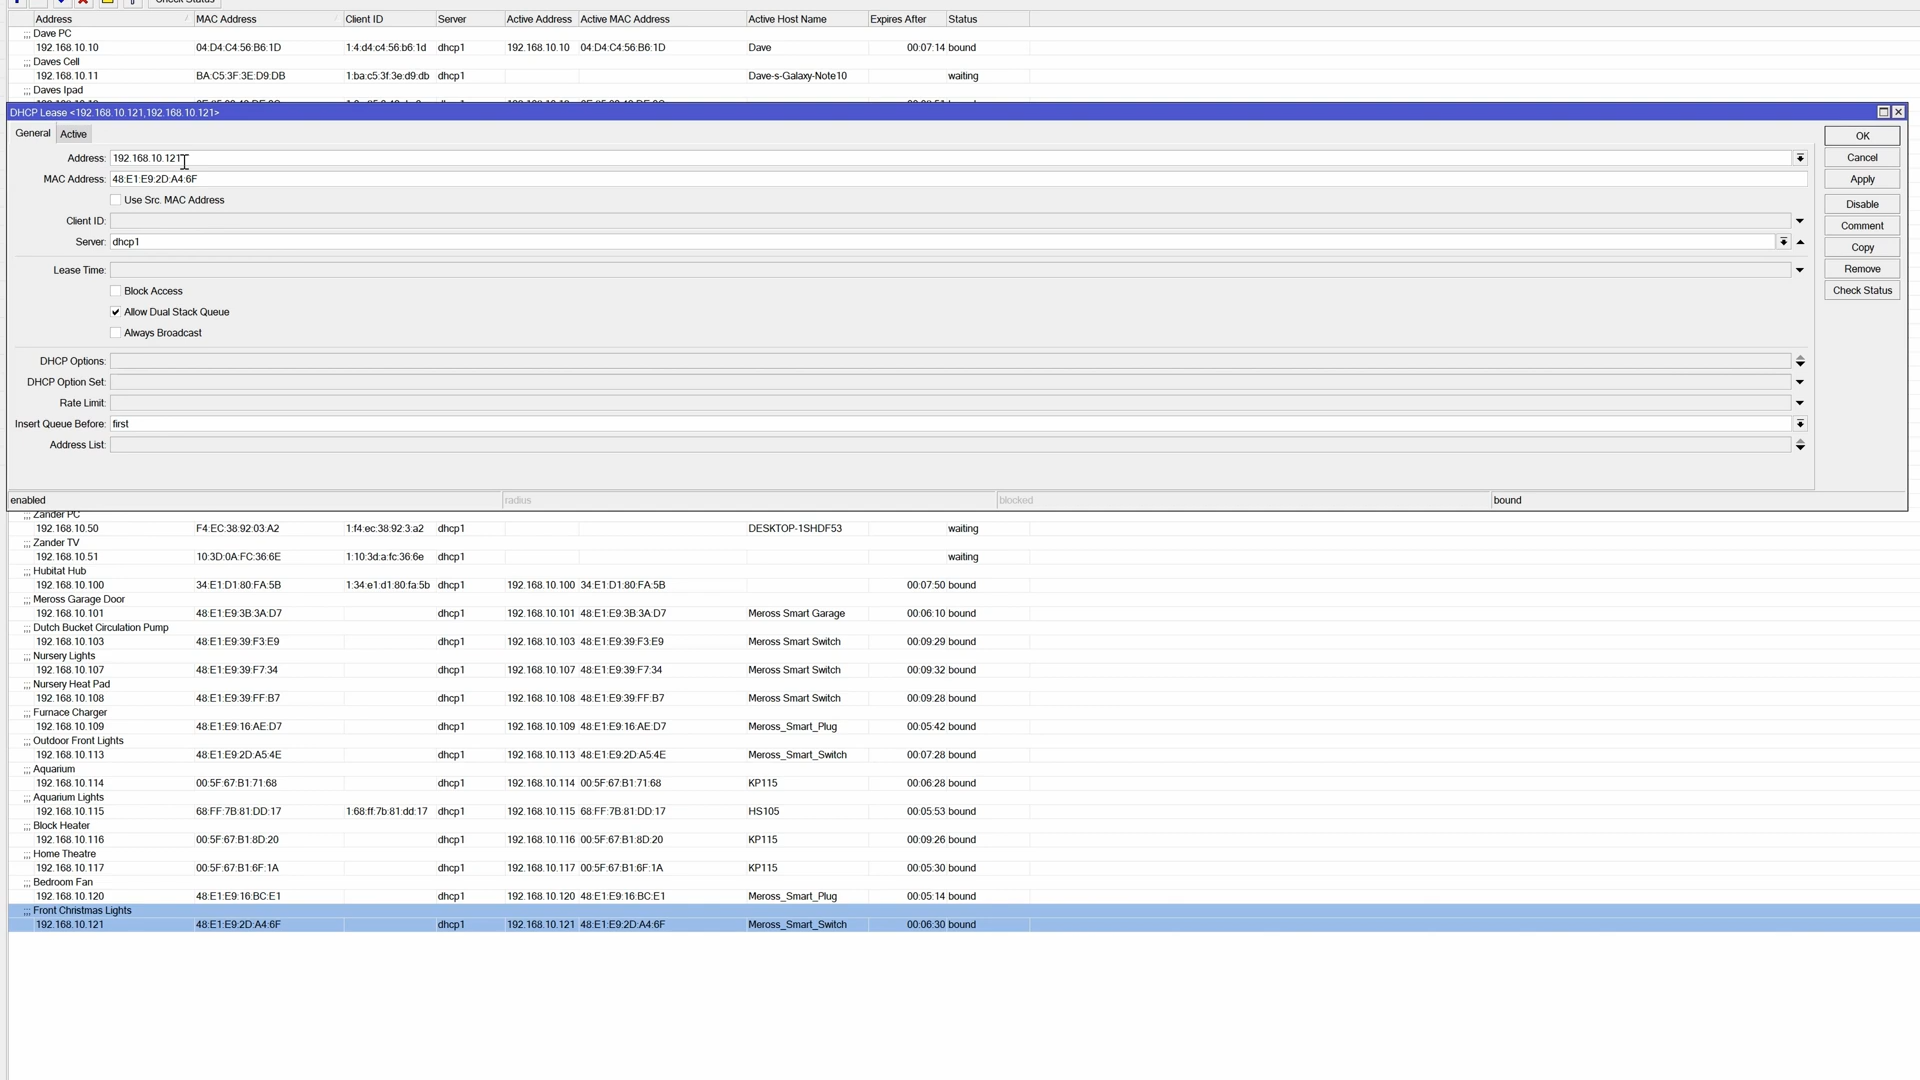 Check Status
Address MAC Address Client ID Server Active Address Active MAC Address Active Host Name Expires After Status
;;; Dave PC
192.168.10.10 04:D4:C4:56:B6:1D 1:4:d4:c4:56:b6:1d dhcp1 192.168.10.10 04:D4:C4:56:B6:1D Dave 00:07:14 bound
;;; Daves Cell
192.168.10.11 BA:C5:3F:3E:D9:DB 1:ba:c5:3f:3e:d9:db dhcp1 Dave-s-Galaxy-Note10 waiting
;;; Daves Ipad
DHCP Lease <192.168.10.121,192.168.10.121>
General Active
Address: 192.168.10.121
MAC Address: 48:E1:E9:2D:A4:6F
Use Src. MAC Address
Client ID:
Server: dhcp1
Lease Time:
Block Access
Allow Dual Stack Queue
Always Broadcast
DHCP Options:
DHCP Option Set:
Rate Limit:
Insert Queue Before: first
Address List:
OK
Cancel
Apply
Disable
Comment
Copy
Remove
Check Status
enabled radius blocked bound
;;; Zander PC
192.168.10.50 F4:EC:38:92:03:A2 1:f4:ec:38:92:3:a2 dhcp1 DESKTOP-1SHDF53 waiting
;;; Zander TV
192.168.10.51 10:3D:0A:FC:36:6E 1:10:3d:a:fc:36:6e dhcp1 waiting
;;; Hubitat Hub
192.168.10.100 34:E1:D1:80:FA:5B 1:34:e1:d1:80:fa:5b dhcp1 192.168.10.100 34:E1:D1:80:FA:5B 00:07:50 bound
;;; Meross Garage Door
192.168.10.101 48:E1:E9:3B:3A:D7 dhcp1 192.168.10.101 48:E1:E9:3B:3A:D7 Meross Smart Garage 00:06:10 bound
;;; Dutch Bucket Circulation Pump
192.168.10.103 48:E1:E9:39:F3:E9 dhcp1 192.168.10.103 48:E1:E9:39:F3:E9 Meross Smart Switch 00:09:29 bound
;;; Nursery Lights
192.168.10.107 48:E1:E9:39:F7:34 dhcp1 192.168.10.107 48:E1:E9:39:F7:34 Meross Smart Switch 00:09:32 bound
;;; Nursery Heat Pad
192.168.10.108 48:E1:E9:39:FF:B7 dhcp1 192.168.10.108 48:E1:E9:39:FF:B7 Meross Smart Switch 00:09:28 bound
;;; Furnace Charger
192.168.10.109 48:E1:E9:16:AE:D7 dhcp1 192.168.10.109 48:E1:E9:16:AE:D7 Meross_Smart_Plug 00:05:42 bound
;;; Outdoor Front Lights
192.168.10.113 48:E1:E9:2D:A5:4E dhcp1 192.168.10.113 48:E1:E9:2D:A5:4E Meross_Smart_Switch 00:07:28 bound
;;; Aquarium
192.168.10.114 00:5F:67:B1:71:68 dhcp1 192.168.10.114 00:5F:67:B1:71:68 KP115 00:06:28 bound
;;; Aquarium Lights
192.168.10.115 68:FF:7B:81:DD:17 1:68:ff:7b:81:dd:17 dhcp1 192.168.10.115 68:FF:7B:81:DD:17 HS105 00:05:53 bound
;;; Block Heater
192.168.10.116 00:5F:67:B1:8D:20 dhcp1 192.168.10.116 00:5F:67:B1:8D:20 KP115 00:09:26 bound
;;; Home Theatre
192.168.10.117 00:5F:67:B1:6F:1A dhcp1 192.168.10.117 00:5F:67:B1:6F:1A KP115 00:05:30 bound
;;; Bedroom Fan
192.168.10.120 48:E1:E9:16:BC:E1 dhcp1 192.168.10.120 48:E1:E9:16:BC:E1 Meross_Smart_Plug 00:05:14 bound
;;; Front Christmas Lights
192.168.10.121 48:E1:E9:2D:A4:6F dhcp1 192.168.10.121 48:E1:E9:2D:A4:6F Meross_Smart_Switch 00:06:30 bound